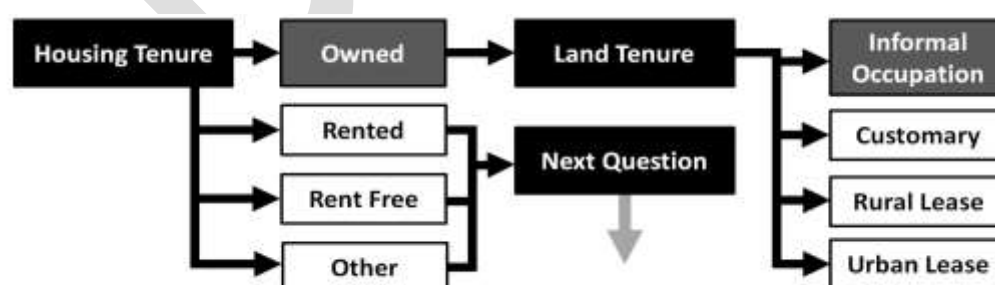 Housing Tenure
Owned
Land Tenure
Informal
Occupation
Rented
Next Question
Customary
Rent Free
Rural Lease
Other
Urban Lease